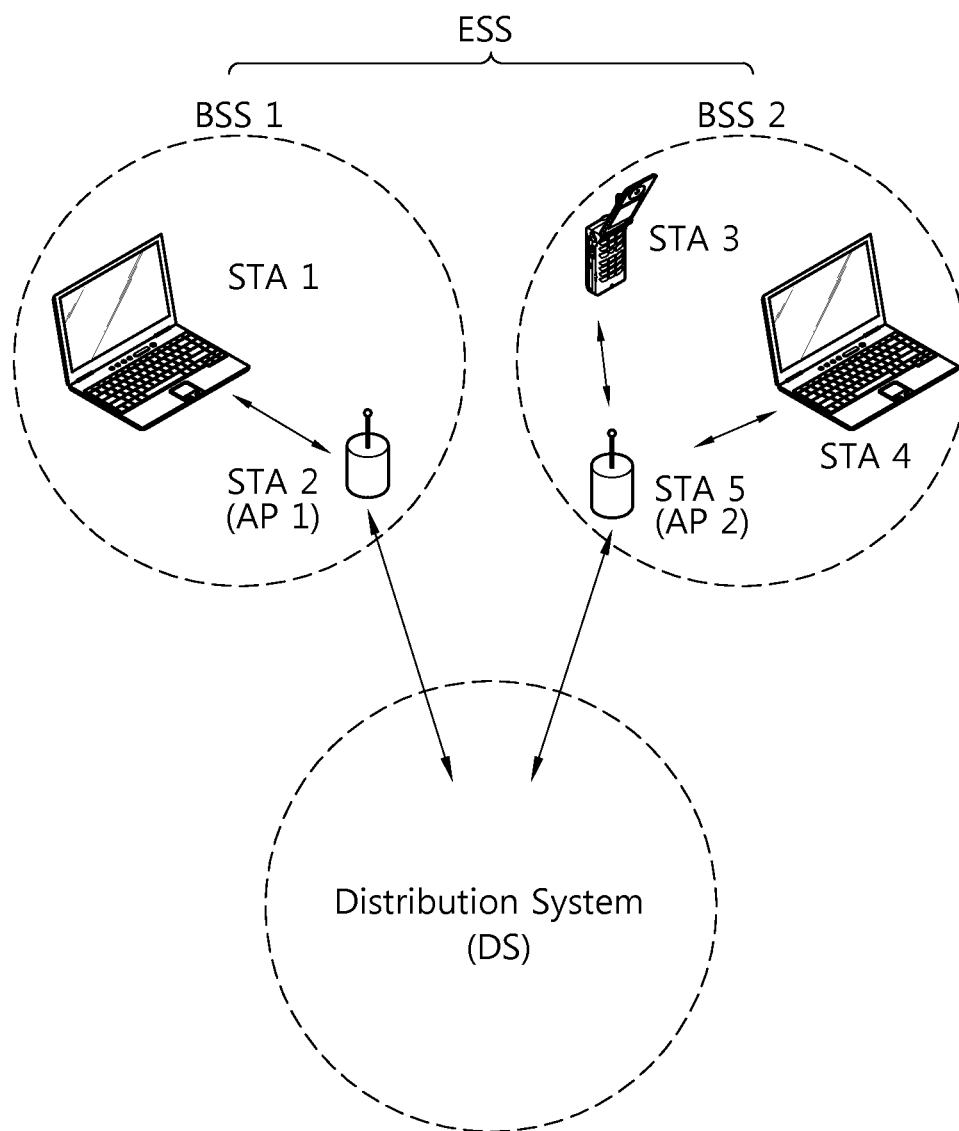 ESS
BSS 1
BSS 2
STA 1
STA 2
(AP 1)
STA 3
STA 4
STA 5
(AP 2)
Distribution System
(DS)